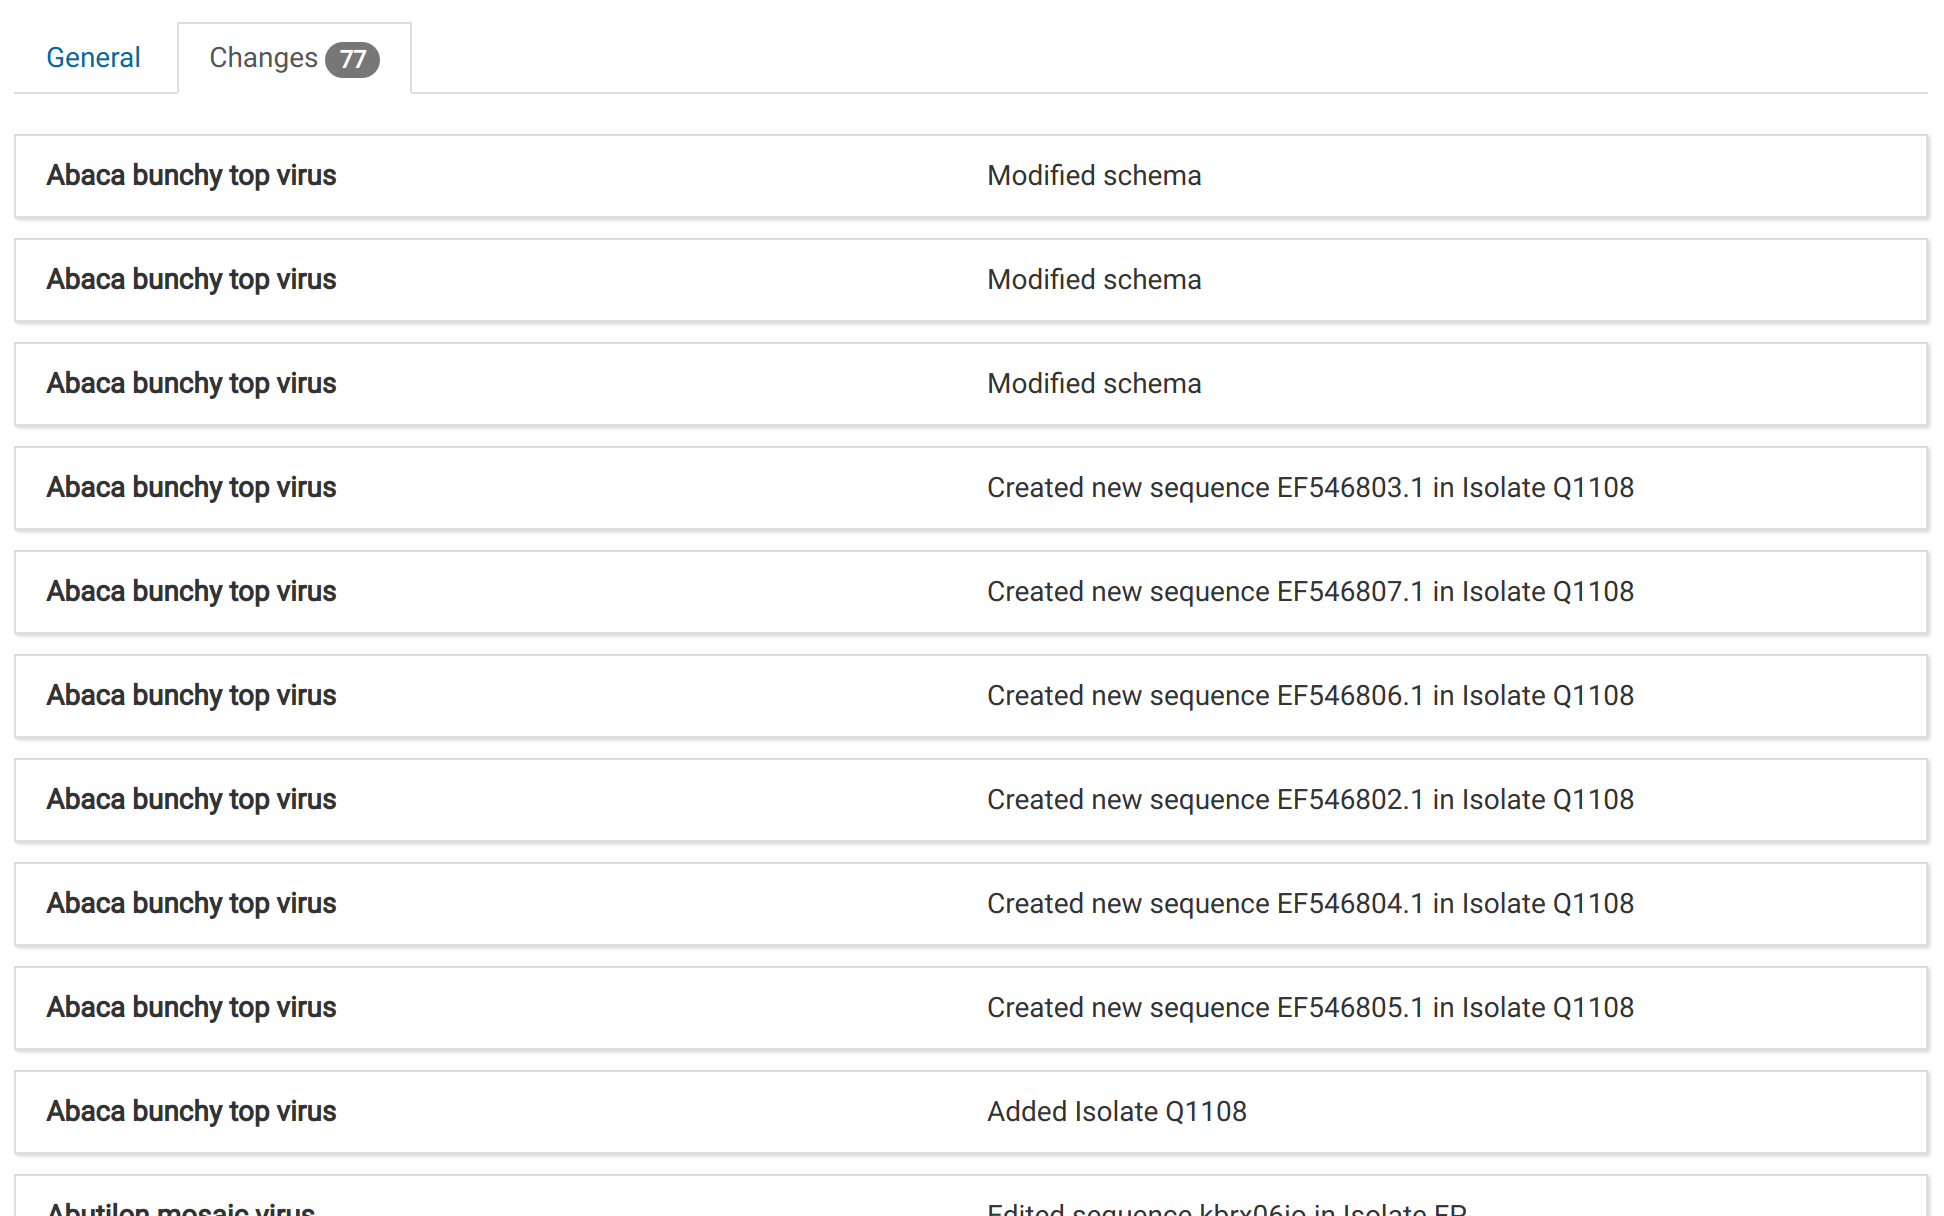 General Changes 77
Abaca bunchy top virus Modified schema
Abaca bunchy top virus Modified schema
Abaca bunchy top virus Modified schema
Abaca bunchy top virus Created new sequence EF546803.1 in Isolate Q1108
Abaca bunchy top virus Created new sequence EF546807.1 in Isolate Q1108
Abaca bunchy top virus Created new sequence EF546806.1 in Isolate Q1108
Abaca bunchy top virus Created new sequence EF546802.1 in Isolate Q1108
Abaca bunchy top virus Created new sequence EF546804.1 in Isolate Q1108
Abaca bunchy top virus Created new sequence EF546805.1 in Isolate Q1108
Abaca bunchy top virus Added Isolate Q1108
Abutilon mosaic virus Edited sequence in Isolate